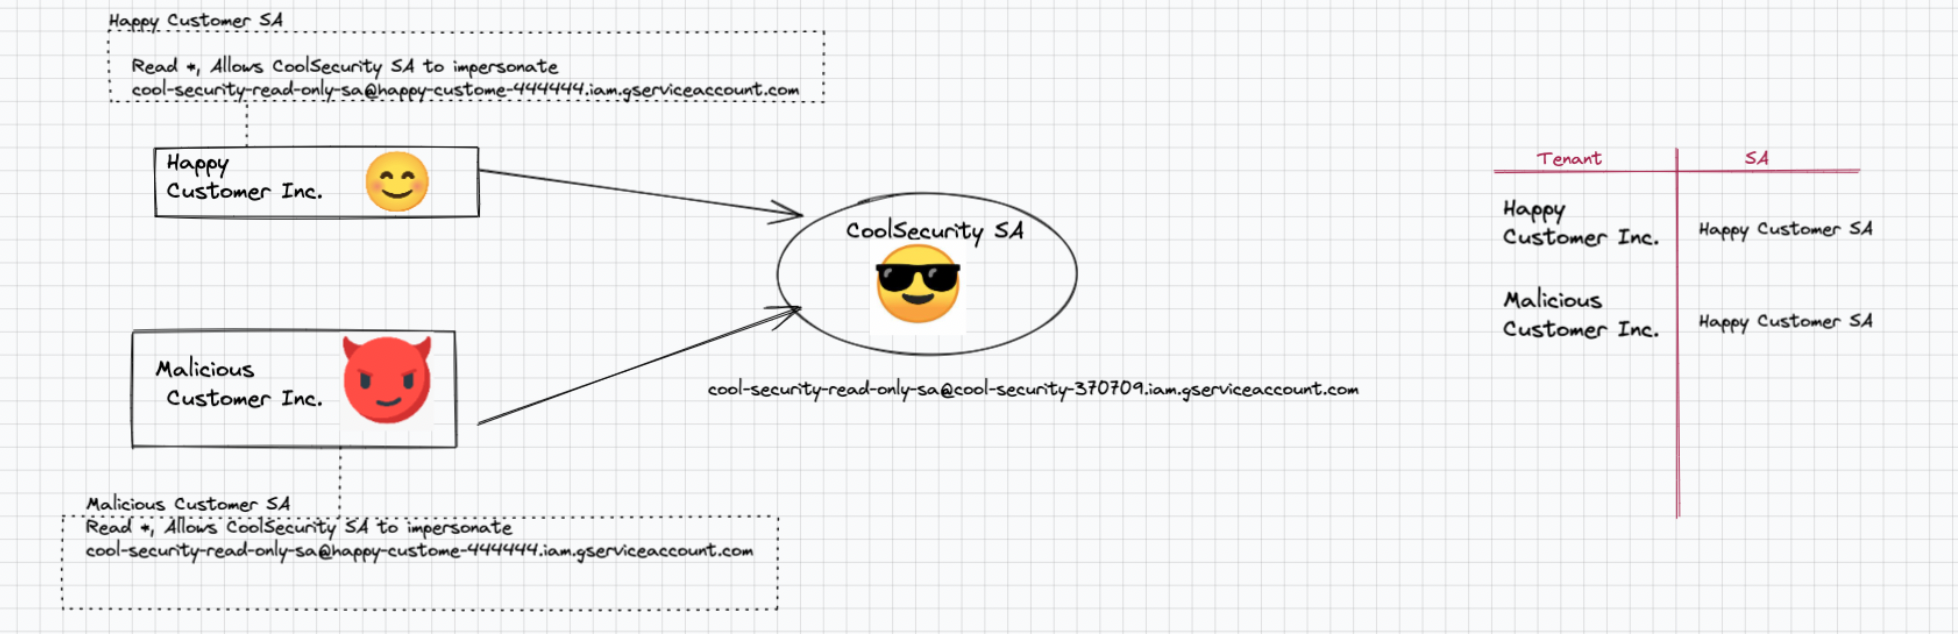 Happy Customer SA
Read *, Allows CoolSecurity SA to impersonate
cool-security-read-only-sa@happy-custome-444444.iam.gserviceaccount.com
Happy
Customer Inc.
CoolSecurity SA
cool-security-read-only-sa@cool-security-370709.iam.gserviceaccount.com
Malicious
Customer Inc.
Malicious Customer SA
Read *, Allows CoolSecurity SA to impersonate
cool-security-read-only-sa@happy-custome-444444.iam.gserviceaccount.com
Tenant
SA
Happy
Customer Inc.
Happy Customer SA
Malicious
Customer Inc.
Happy Customer SA